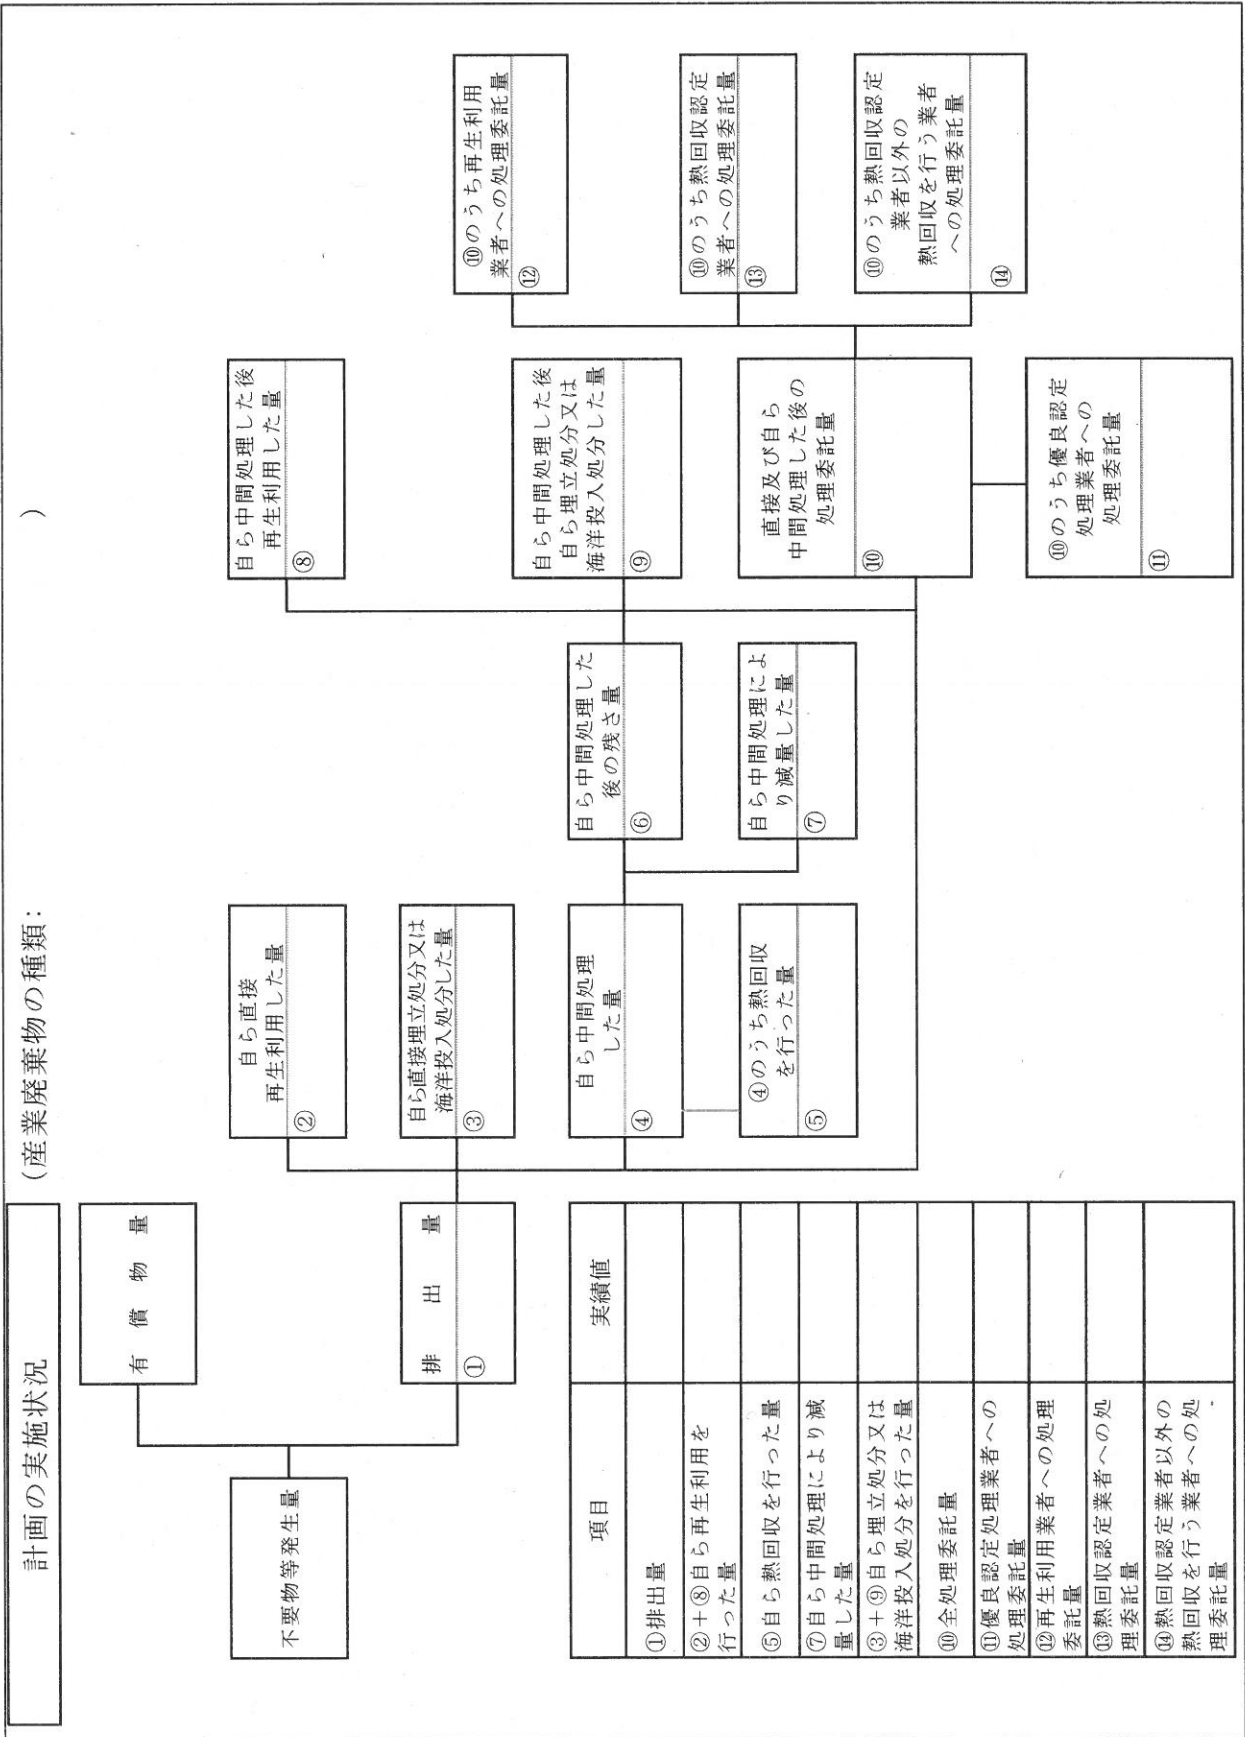 計画の実施状況
(産業廃棄物の種類: )
不要物等発生量
有償物量
排出量
①
自ら直接
再生利用した量
②
自ら直接埋立処分又は
海洋投入処分した量
③
自ら中間処理
した量
④
④のうち熱回収
を行った量
⑤
自ら中間処理した
後の残さ量
⑥
自ら中間処理によ
り減量した量
⑦
自ら中間処理した後
再生利用した量
⑧
自ら中間処理した後
自ら埋立処分又は
海洋投入処分した量
⑨
直接及び自ら
中間処理した後の
処理委託量
⑩
⑩のうち優良認定
処理業者への
処理委託量
⑪
⑩のうち再生利用
業者への処理委託量
⑫
⑩のうち熱回収認定
業者への処理委託量
⑬
⑩のうち熱回収認定
業者以外の
熱回収を行う業者
への処理委託量
⑭
項目 実績値
①排出量
②+⑧自ら再生利用を
行った量
⑤自ら熱回収を行った量
⑦自ら中間処理により減
量した量
③+⑨自ら埋立処分又は
海洋投入処分を行った量
⑩全処理委託量
⑪優良認定処理業者への
処理委託量
⑫再生利用業者への処理
委託量
⑬熱回収認定業者への処
理委託量
⑭熱回収認定業者以外の
熱回収を行う業者への処
理委託量